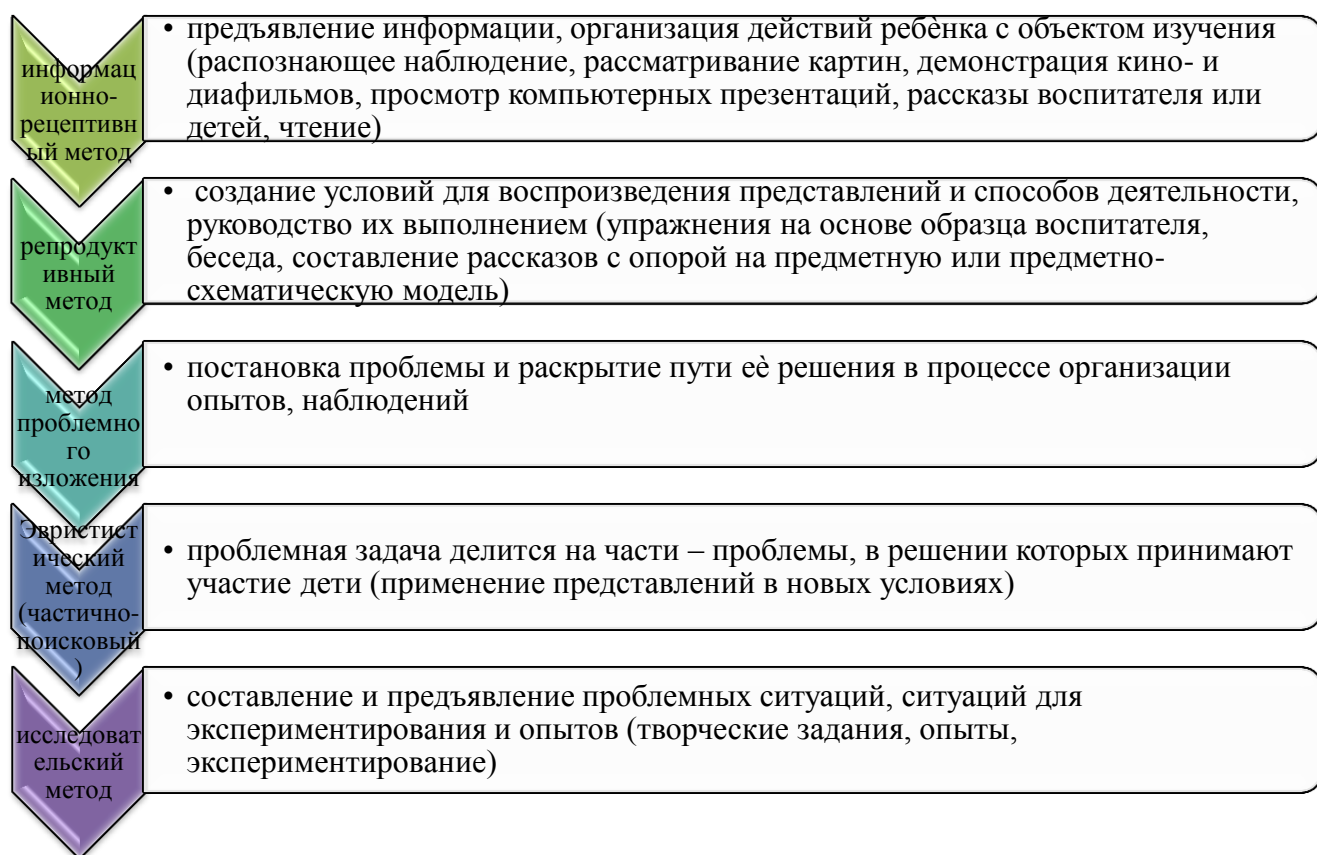 информац
ионно-
рецептивн
ый метод
• предъявление информации, организация действий ребѐнка с объектом изучения
(распознающее наблюдение, рассматривание картин, демонстрация кино- и
диафильмов, просмотр компьютерных презентаций, рассказы воспитателя или
детей, чтение)
репродукт
ивный
метод
• создание условий для воспроизведения представлений и способов деятельности,
руководство их выполнением (упражнения на основе образца воспитателя,
беседа, составление рассказов с опорой на предметную или предметно-
схематическую модель)
метод
проблемно
го
изложения
• постановка проблемы и раскрытие пути еѐ решения в процессе организации
опытов, наблюдений
Эвристист
ический
метод
(частично-
поисковый
)
• проблемная задача делится на части – проблемы, в решении которых принимают
участие дети (применение представлений в новых условиях)
исследоват
ельский
метод
• составление и предъявление проблемных ситуаций, ситуаций для
экспериментирования и опытов (творческие задания, опыты,
экспериментирование)